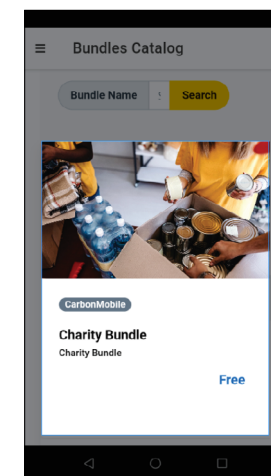 Bundles Catalog
Bundle Name Search
CarbonMobile
Charity Bundle
Charity Bundle
Free